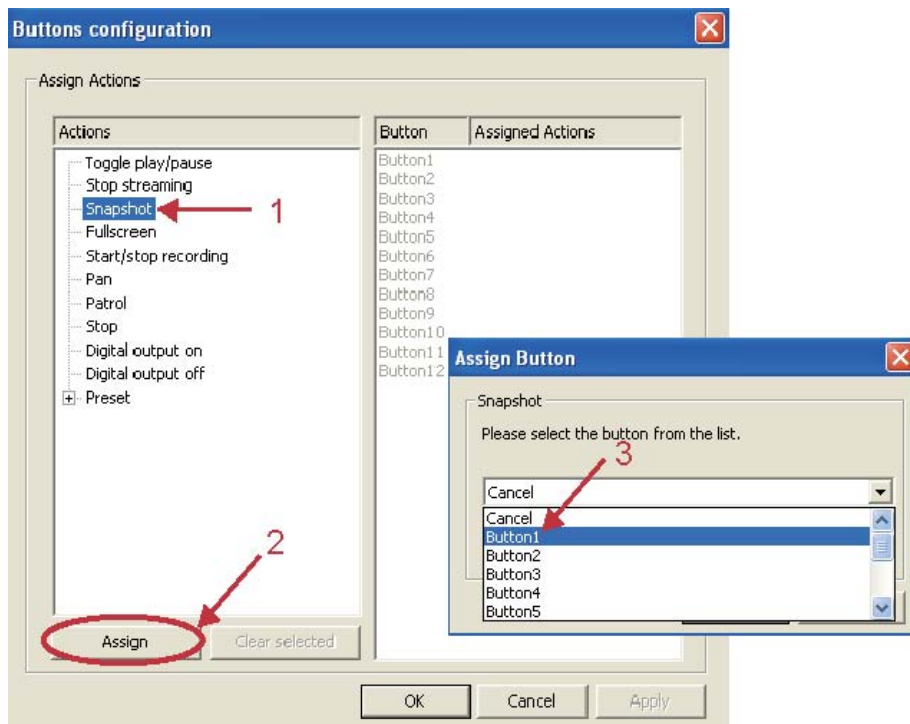 Buttons configuration
Assign Actions
Actions
Toggle play/pause
Stop streaming
Snapshot
1
Fullscreen
Start/stop recording
Pan
Patrol
Stop
Digital output on
Digital output off
Preset
2
Assign
Clear selected
Button Assigned Actions
Button1
Button2
Button3
Button4
Button5
Button6
Button7
Button8
Button9
Button10
Button11
Button12
Assign Button
Snapshot
Please select the button from the list.
3
Cancel
Cancel
Button1
Button2
Button3
Button4
Button5
OK
Cancel
Apply